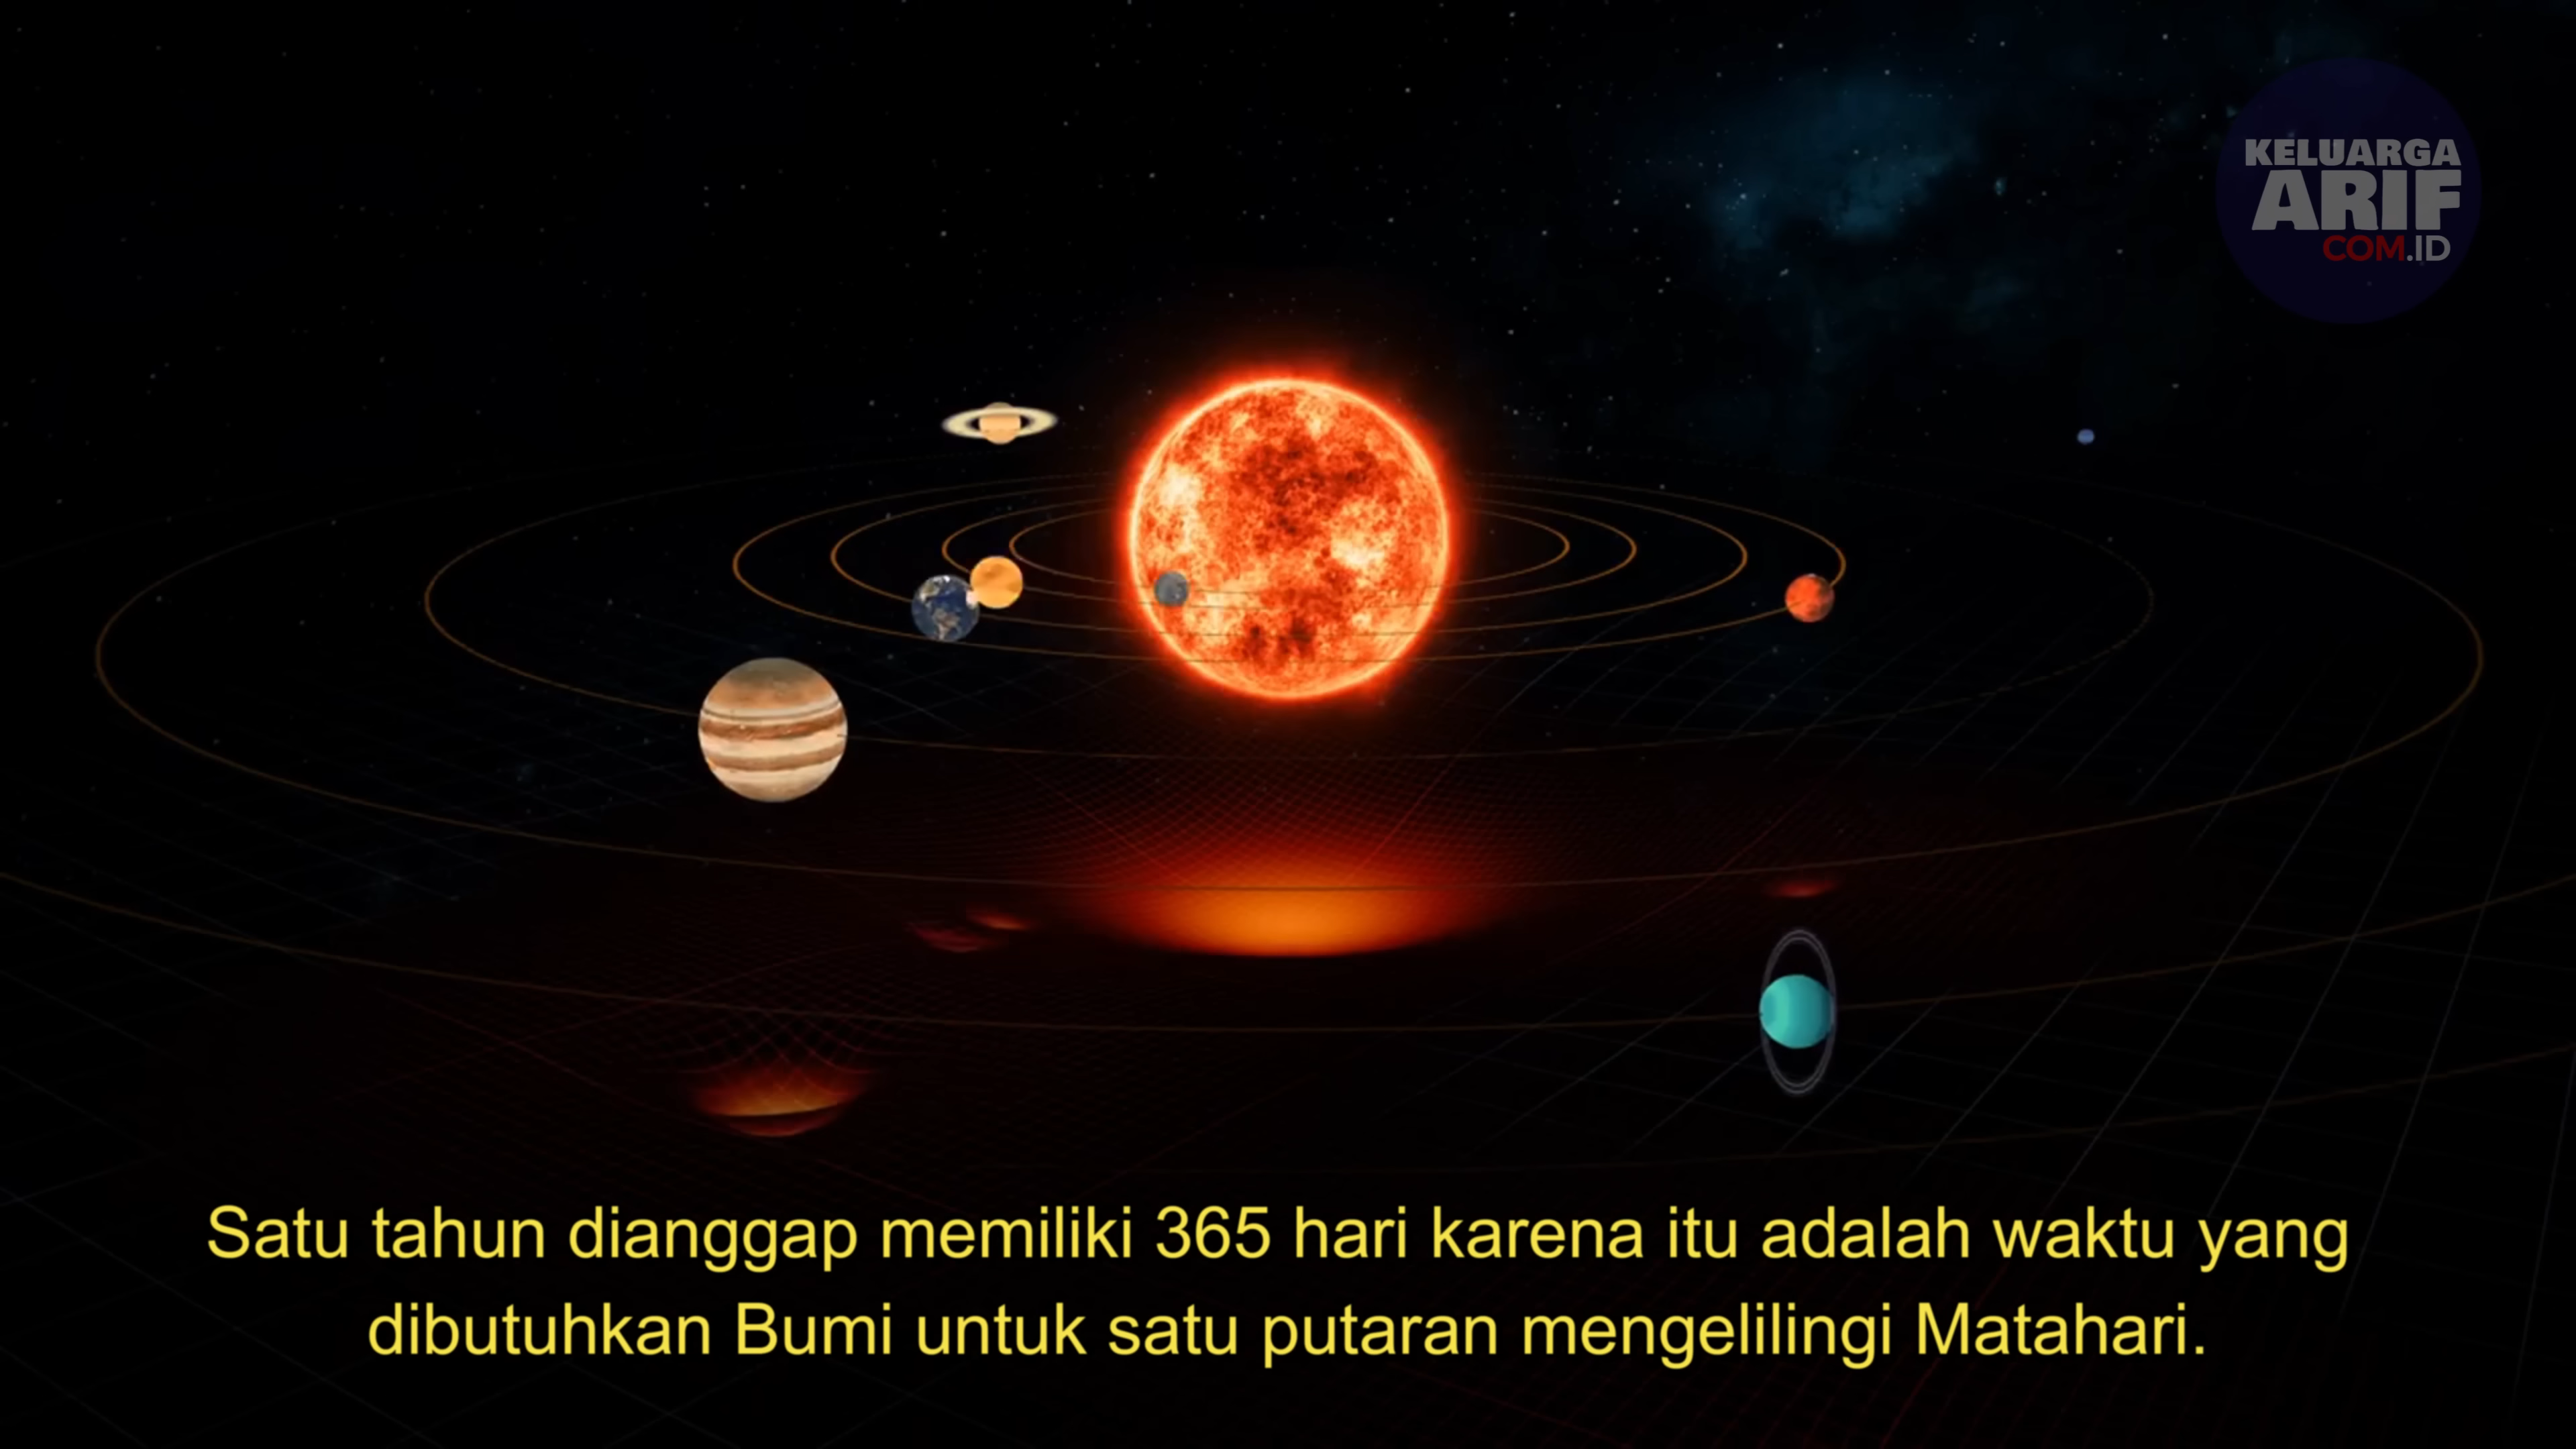 KELUARGA
ARIF
COM.ID
Satu tahun dianggap memiliki 365 hari karena itu adalah waktu yang
dibutuhkan Bumi untuk satu putaran mengelilingi Matahari.